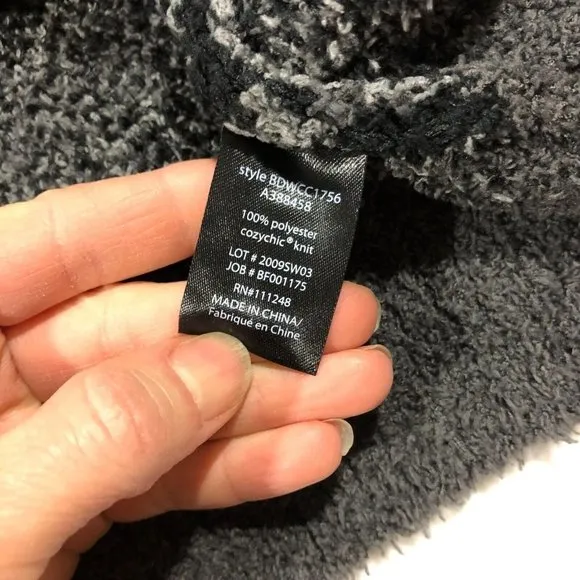 style BDWCC1756
A388458
100% polyester
cozychic® knit
LOT # 2009SW03
JOB # BF001175
RN#111248
MADE IN CHINA/
Fabriqué en Chine